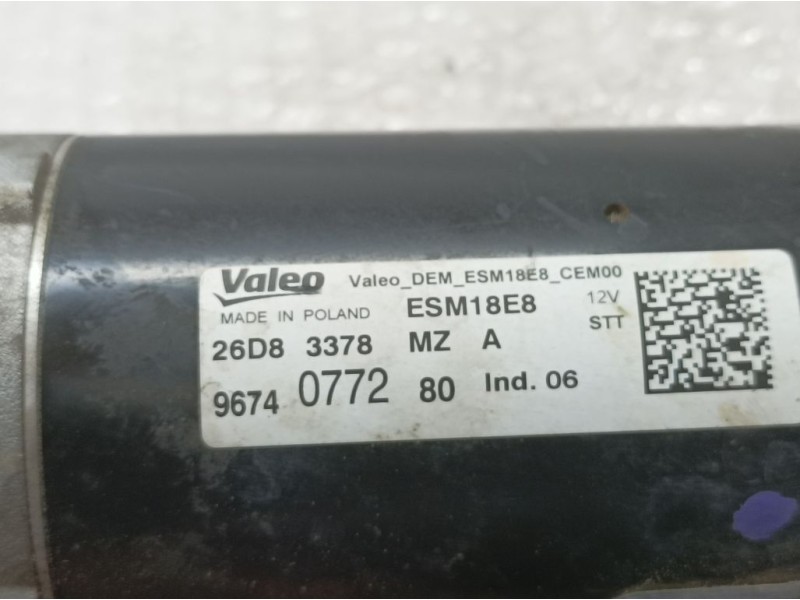 Valeo Valeo_DEM_ESM18E8_CEM00
MADE IN POLAND ESM18E8 12V
STT
26D8 3378 MZ A
9674 0772 80 Ind. 06